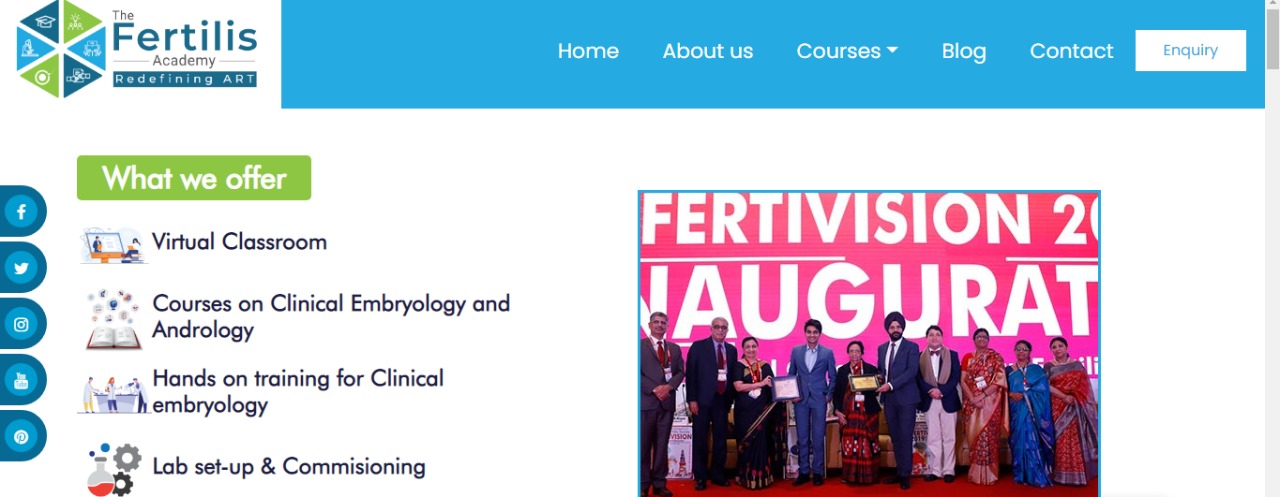 The
Fertilis
Academy
Redefining ART
Home
About us
Courses
Blog
Contact
Enquiry
What we offer
Virtual Classroom
Courses on Clinical Embryology and
Andrology
Hands on training for Clinical
embryology
Lab set-up & Commisioning
FERTIVISION 20
NAUGURAT